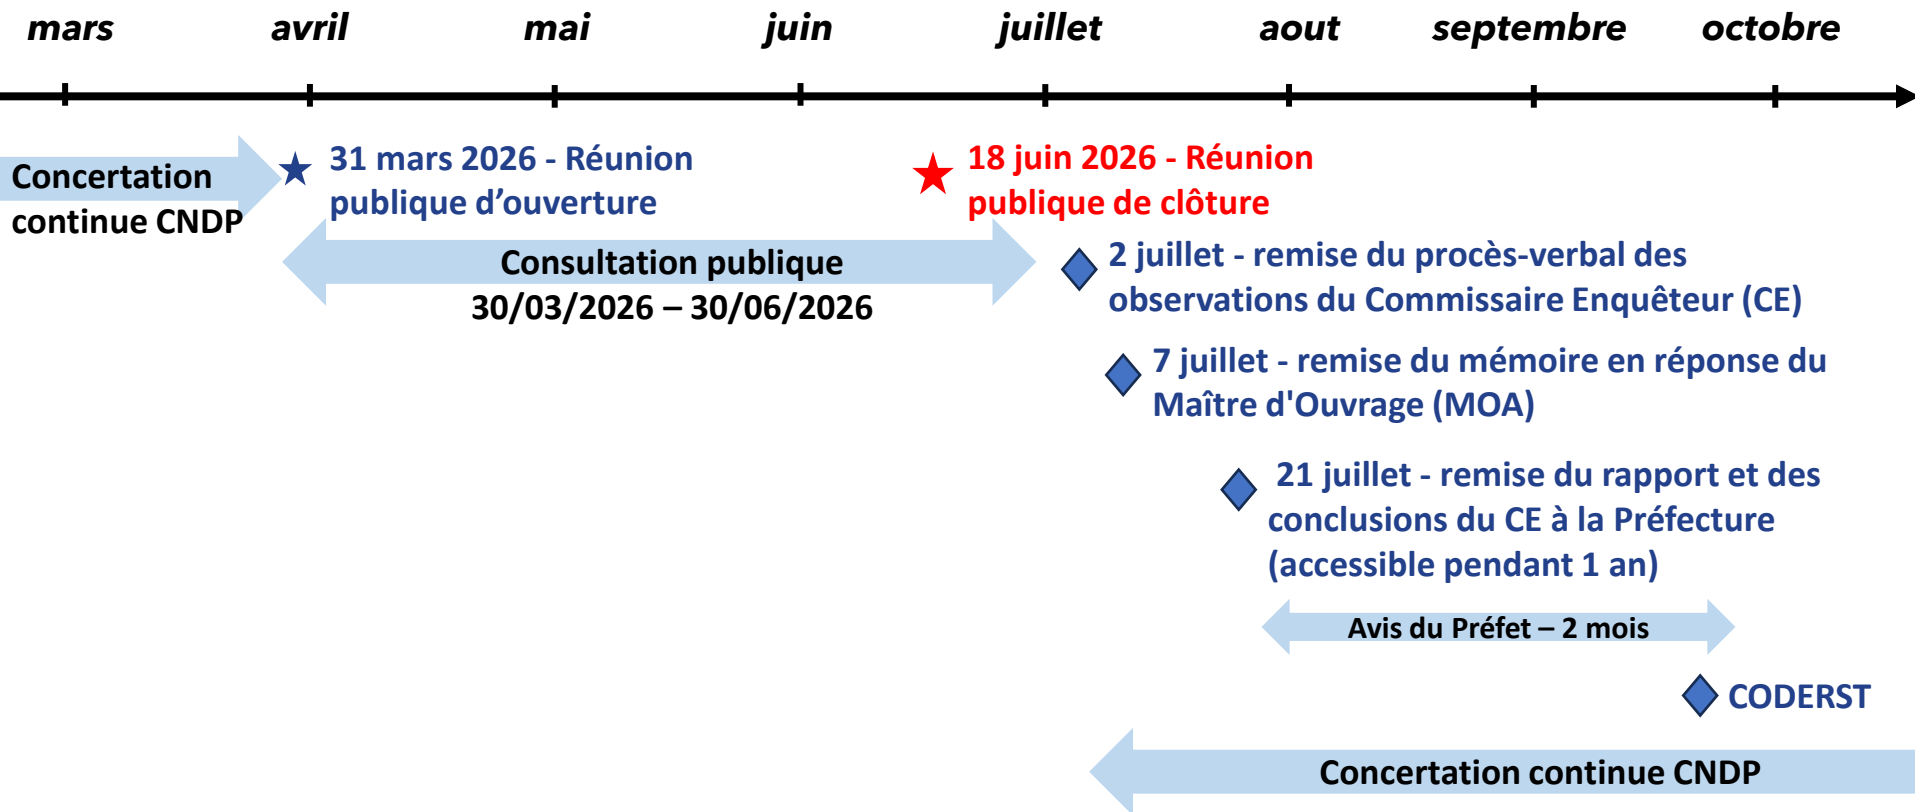 mars avril mai juin juillet aout septembre octobre
Concertation
continue CNDP
31 mars 2026 - Réunion
publique d’ouverture
18 juin 2026 - Réunion
publique de clôture
Consultation publique
30/03/2026 – 30/06/2026
2 juillet - remise du procès-verbal des
observations du Commissaire Enquêteur (CE)
7 juillet - remise du mémoire en réponse du
Maître d'Ouvrage (MOA)
21 juillet - remise du rapport et des
conclusions du CE à la Préfecture
(accessible pendant 1 an)
Avis du Préfet – 2 mois
CODERST
Concertation continue CNDP